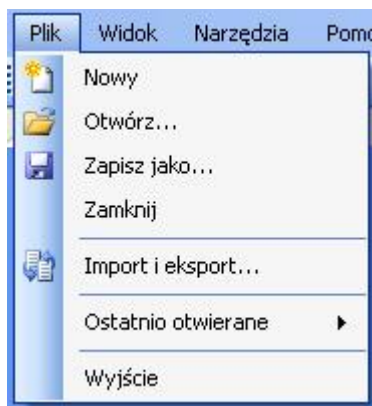 Plik Widok Narzędzia
Nowy
Otwórz...
Zapisz jako...
Zamknij
Import i eksport...
Ostatnio otwierane
Wyjście